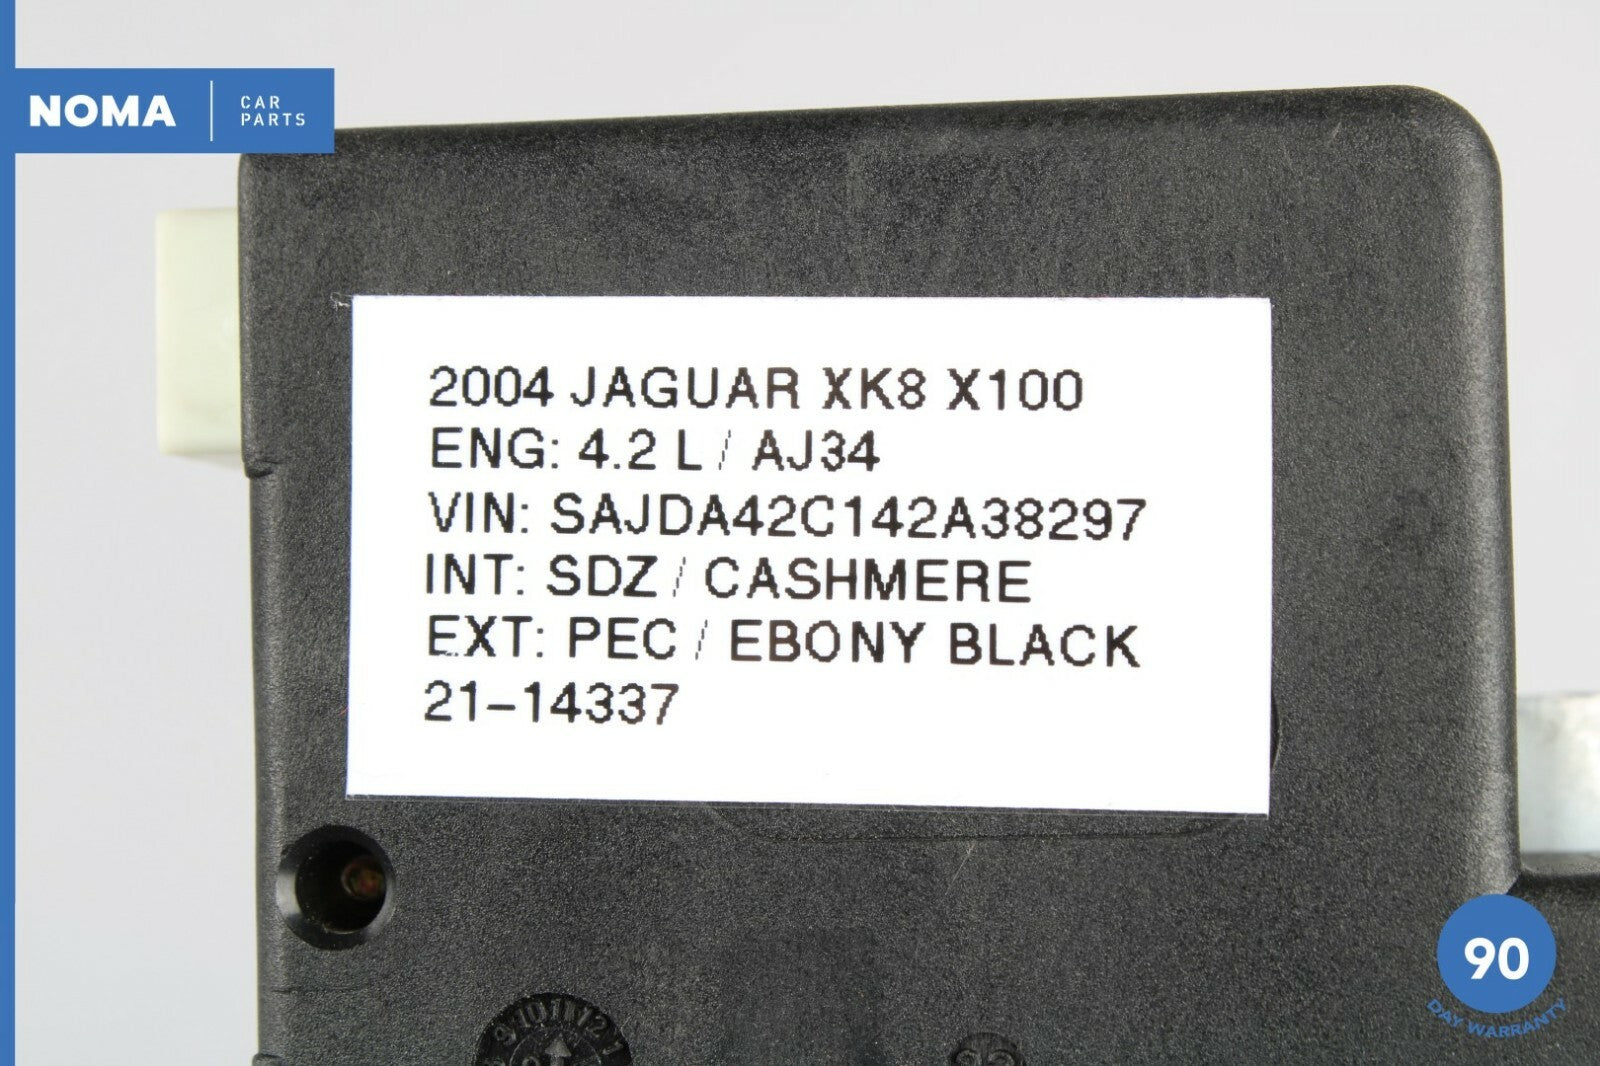 NOMA
CAR
PARTS
2004 JAGUAR XK8 X100
ENG: 4.2 L / AJ34
VIN: SAJDA42C142A38297
INT: SDZ / CASHMERE
EXT: PEC / EBONY BLACK
21-14337
90
DAY WARRANTY